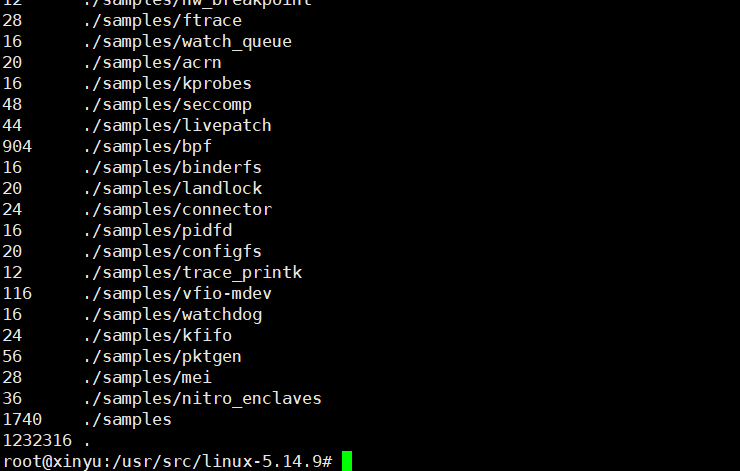 12 ./samples/hw_breakpoint
28 ./samples/ftrace
16 ./samples/watch_queue
20 ./samples/acrn
16 ./samples/kprobes
48 ./samples/seccomp
44 ./samples/livepatch
904 ./samples/bpf
16 ./samples/binderfs
20 ./samples/landlock
24 ./samples/connector
16 ./samples/pidfd
20 ./samples/configfs
12 ./samples/trace_printk
116 ./samples/vfio-mdev
16 ./samples/watchdog
24 ./samples/kfifo
56 ./samples/pktgen
28 ./samples/mei
36 ./samples/nitro_enclaves
1740 ./samples
1232316 .
root@xinyu:/usr/src/linux-5.14.9#